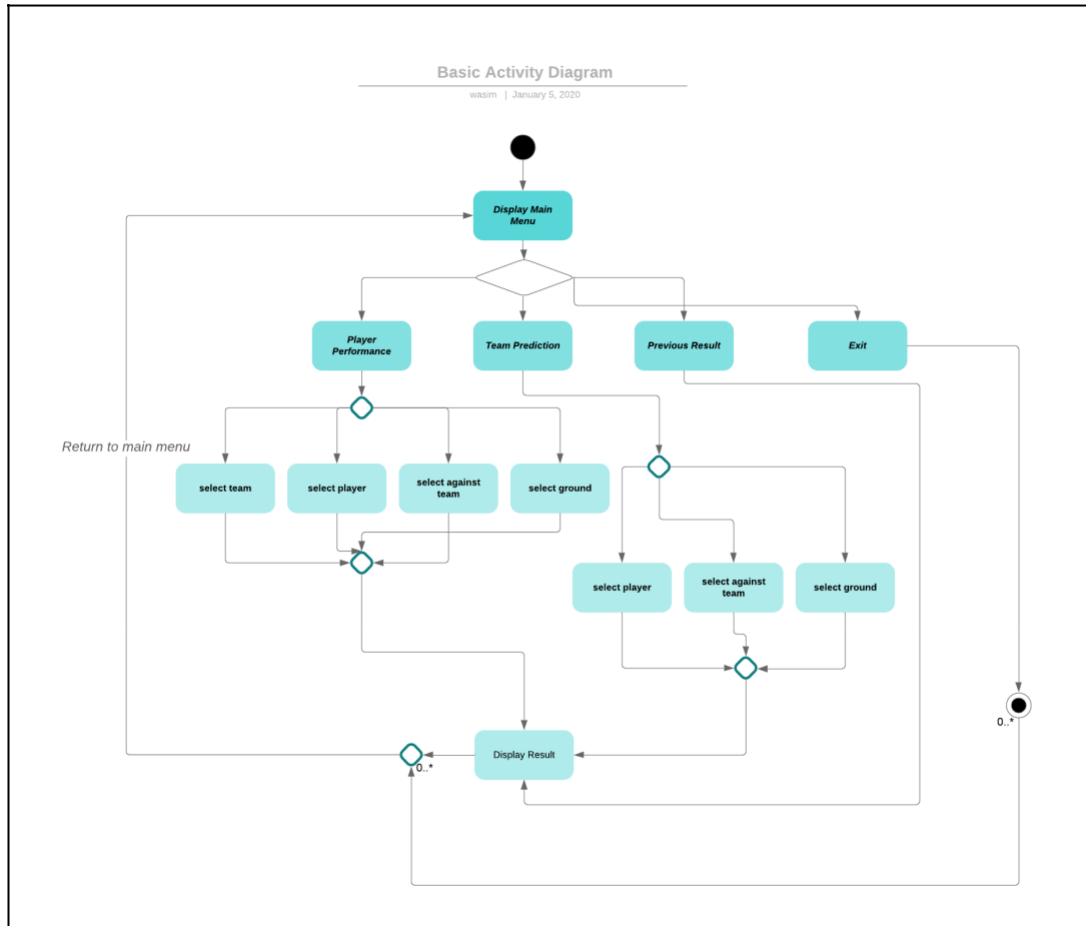 Basic Activity Diagram
wasim | January 5, 2020
Display Main
Menu
Player
Performance
Team Prediction
Previous Result
Exit
Return to main menu
select team
select player
select against
team
select ground
select player
select against
team
select ground
0..*
Display Result
0..*